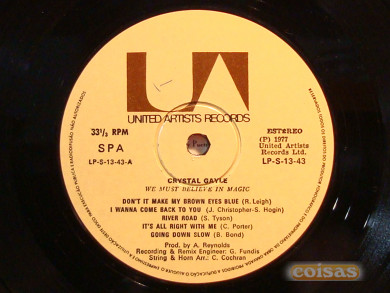 UNITED ARTISTS RECORDS
33⅓ RPM
SPA
LP-S-13-43-A
ESTEREO
(P) 1977
United Artists
Records Ltd.
LP-S-13-43
CRYSTAL GAYLE
WE MUST BELIEVE IN MAGIC
DON'T IT MAKE MY BROWN EYES BLUE (R. Leigh)
I WANNA COME BACK TO YOU (J. Christopher-S. Hogin)
RIVER ROAD (S. Tyson)
IT'S ALL RIGHT WITH ME (C. Porter)
GOING DOWN SLOW (B. Bond)
Prod. by A. Reynolds
Recording & Remix Engineer: G. Fundis
String & Horn Arr.: C. Cochran
coisas